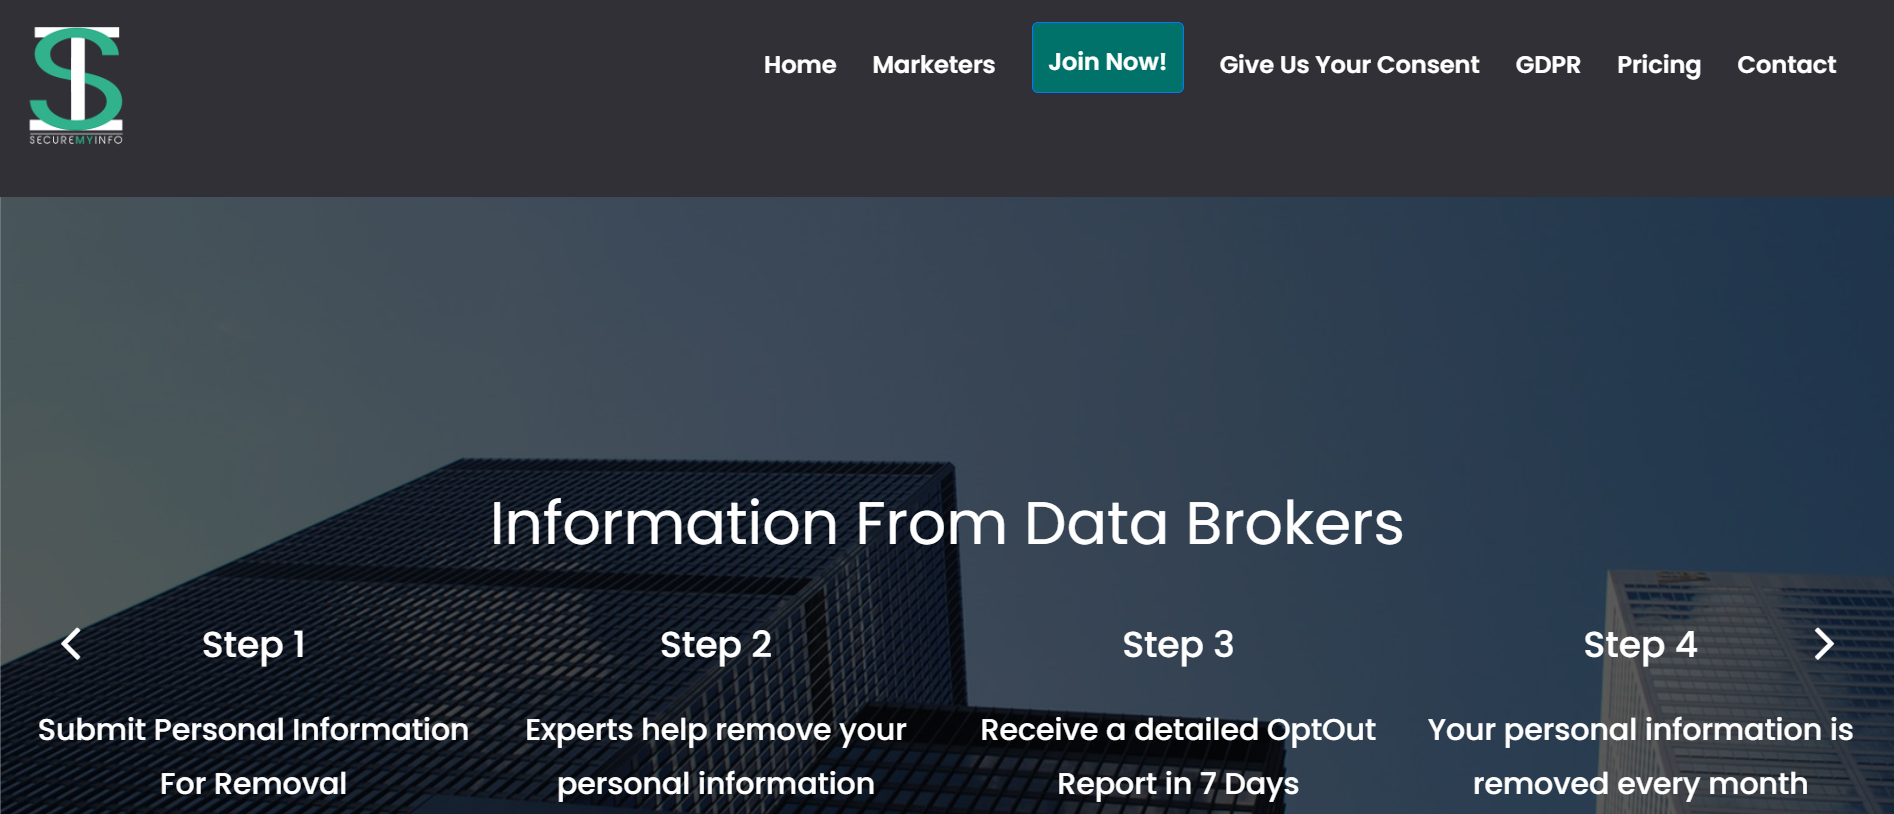 SECUREMYINFO
Home Marketers Join Now! Give Us Your Consent GDPR Pricing Contact
Information From Data Brokers
Step 1
Submit Personal Information
For Removal
Step 2
Experts help remove your
personal information
Step 3
Receive a detailed OptOut
Report in 7 Days
Step 4
Your personal information is
removed every month